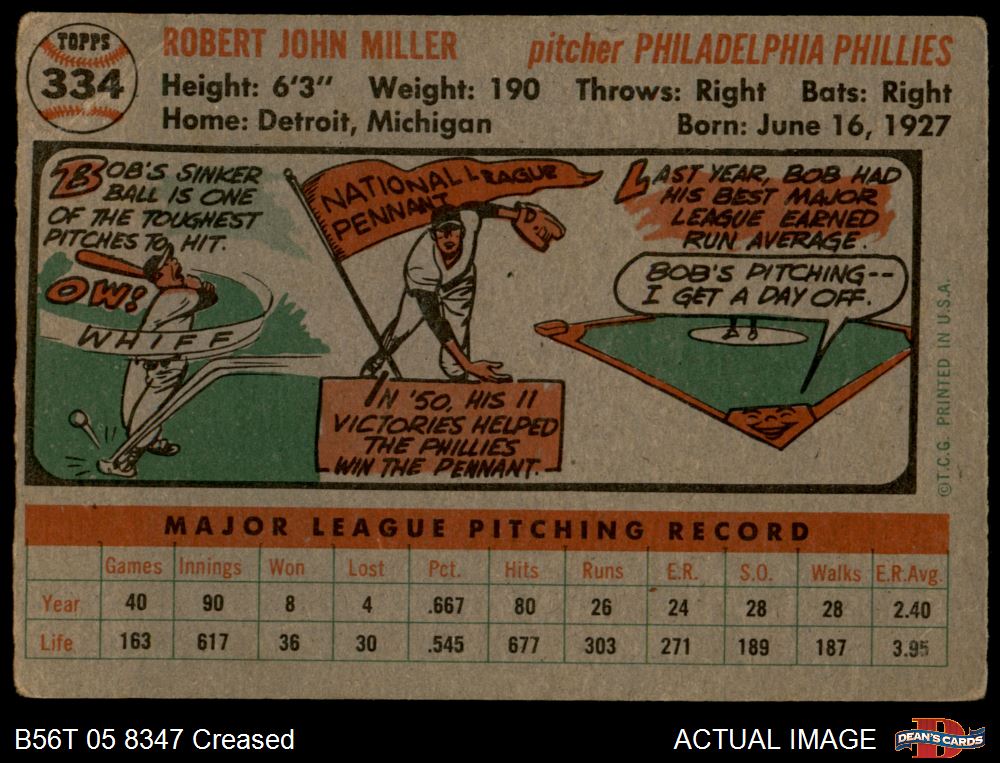 TOPPS
334
ROBERT JOHN MILLER pitcher PHILADELPHIA PHILLIES
Height: 6'3" Weight: 190 Throws: Right Bats: Right
Home: Detroit, Michigan Born: June 16, 1927
BOB'S SINKER
BALL IS ONE
OF THE TOUGHEST
PITCHES TO HIT.
OW!
WHIFF
NATIONAL LEAGUE
PENNANT
IN '50, HIS 11
VICTORIES HELPED
THE PHILLIES
WIN THE PENNANT.
LAST YEAR, BOB HAD
HIS BEST MAJOR
LEAGUE EARNED
RUN AVERAGE.
BOB'S PITCHING--
I GET A DAY OFF.
©T.C.G. PRINTED IN U.S.A.
MAJOR LEAGUE PITCHING RECORD
Games Innings Won Lost Pct. Hits Runs E.R. S.O. Walks E.R.Avg.
Year 40 90 8 4 .667 80 26 24 28 28 2.40
Life 163 617 36 30 .545 677 303 271 189 187 3.95
B56T 05 8347 Creased ACTUAL IMAGE
DEAN'S CARDS